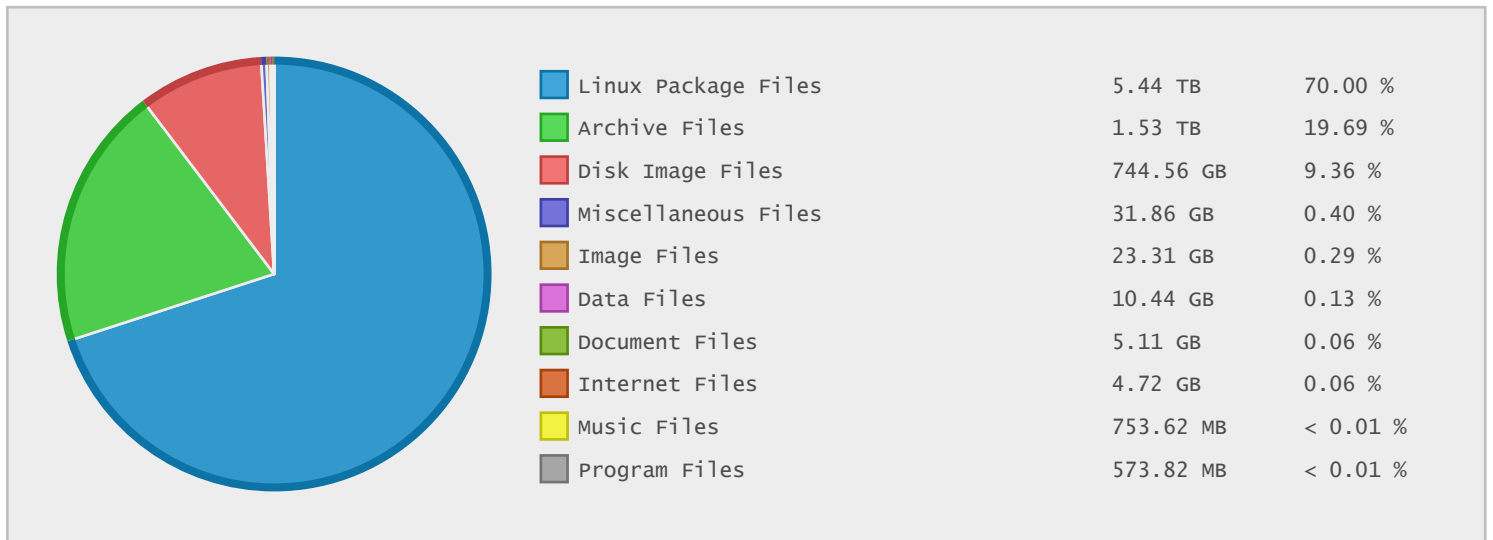 Linux Package Files 5.44 TB 70.00 %
Archive Files 1.53 TB 19.69 %
Disk Image Files 744.56 GB 9.36 %
Miscellaneous Files 31.86 GB 0.40 %
Image Files 23.31 GB 0.29 %
Data Files 10.44 GB 0.13 %
Document Files 5.11 GB 0.06 %
Internet Files 4.72 GB 0.06 %
Music Files 753.62 MB < 0.01 %
Program Files 573.82 MB < 0.01 %